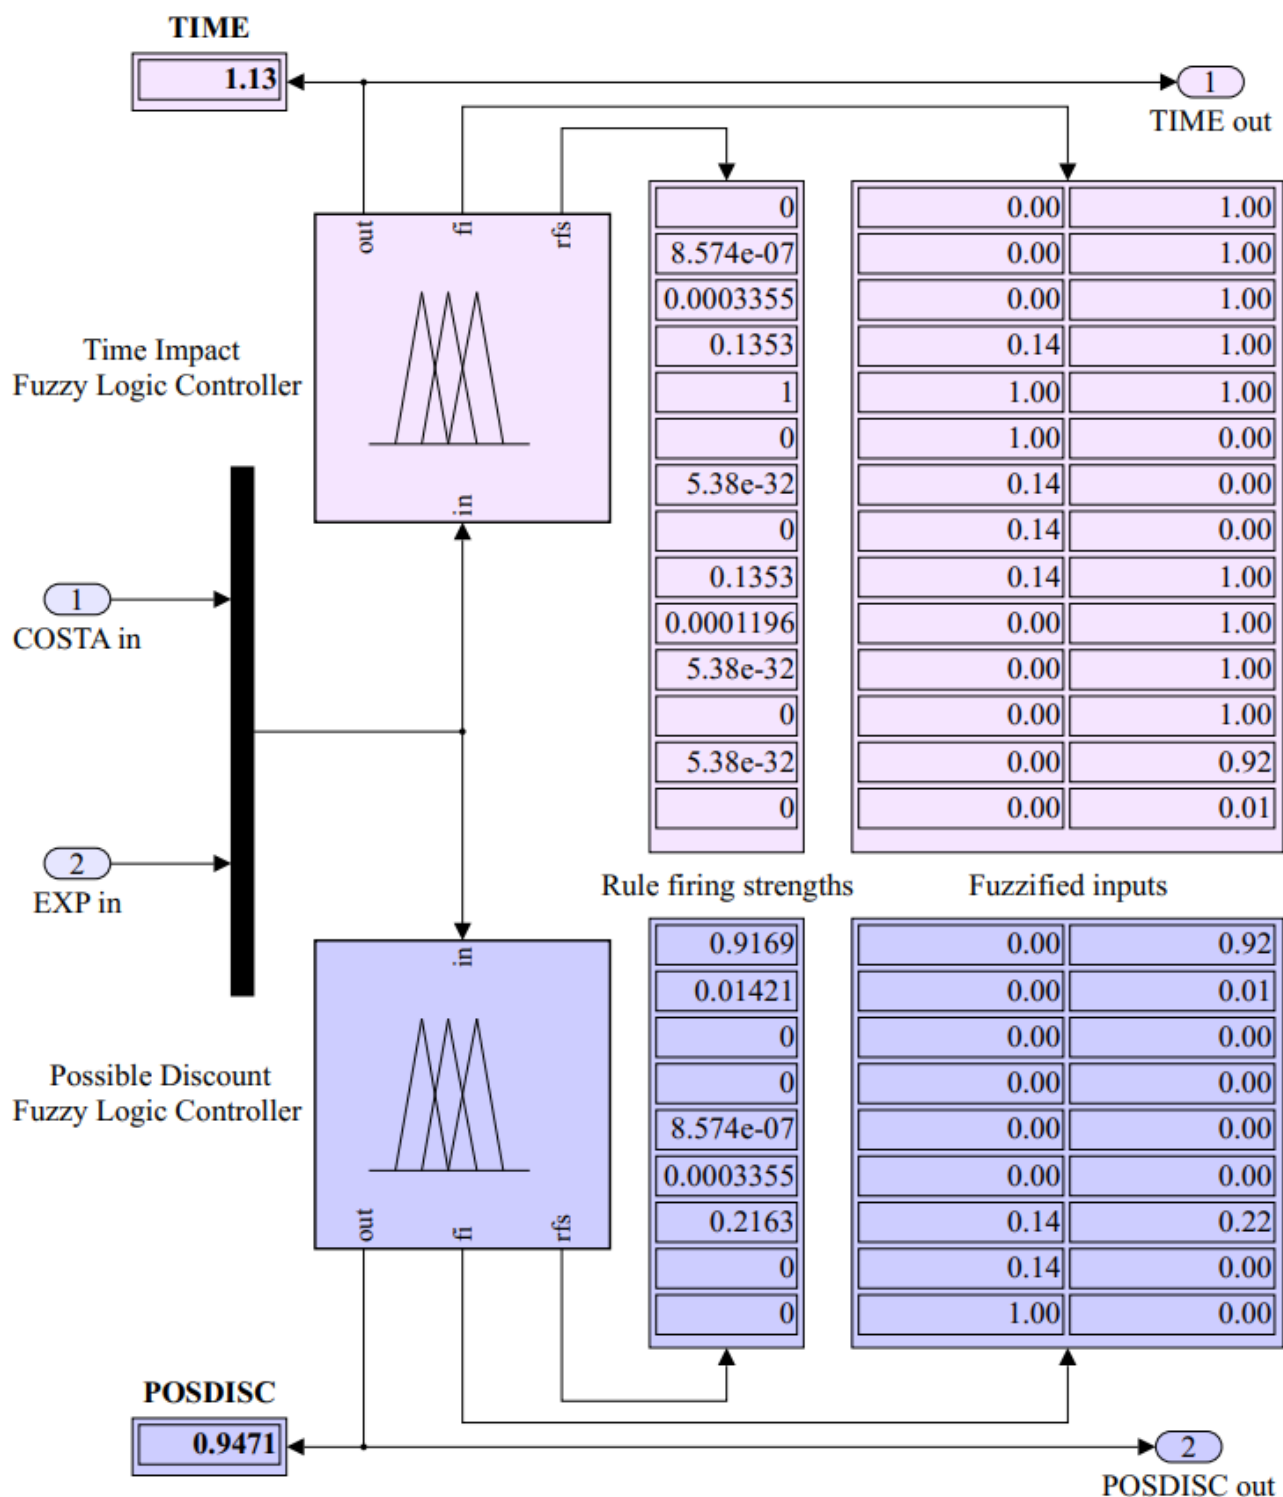 TIME
1.13
1
TIME out
out
fi
rfs
Time Impact
Fuzzy Logic Controller
in
0
8.574e-07
0.0003355
0.1353
1
0
5.38e-32
0
0.1353
0.0001196
5.38e-32
0
5.38e-32
0
0.00 1.00
0.00 1.00
0.00 1.00
0.14 1.00
1.00 1.00
1.00 0.00
0.14 0.00
0.14 0.00
0.14 1.00
0.00 1.00
0.00 1.00
0.00 1.00
0.00 0.92
0.00 0.01
1
COSTA in
2
EXP in
Rule firing strengths
Fuzzified inputs
in
Possible Discount
Fuzzy Logic Controller
out
fi
rfs
0.9169
0.01421
0
0
8.574e-07
0.0003355
0.2163
0
0
0.00 0.92
0.00 0.01
0.00 0.00
0.00 0.00
0.00 0.00
0.00 0.00
0.14 0.22
0.14 0.00
1.00 0.00
POSDISC
0.9471
2
POSDISC out